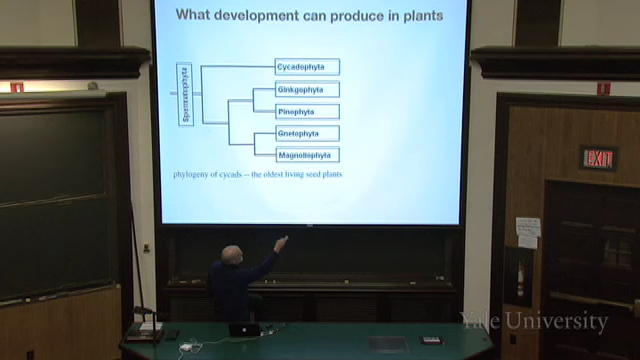 What development can produce in plants
Spermatophyta
Cycadophyta
Ginkgophyta
Pinophyta
Gnetophyta
Magnoliophyta
phylogeny of cycads -- the oldest living seed plants
EXIT
Yale University